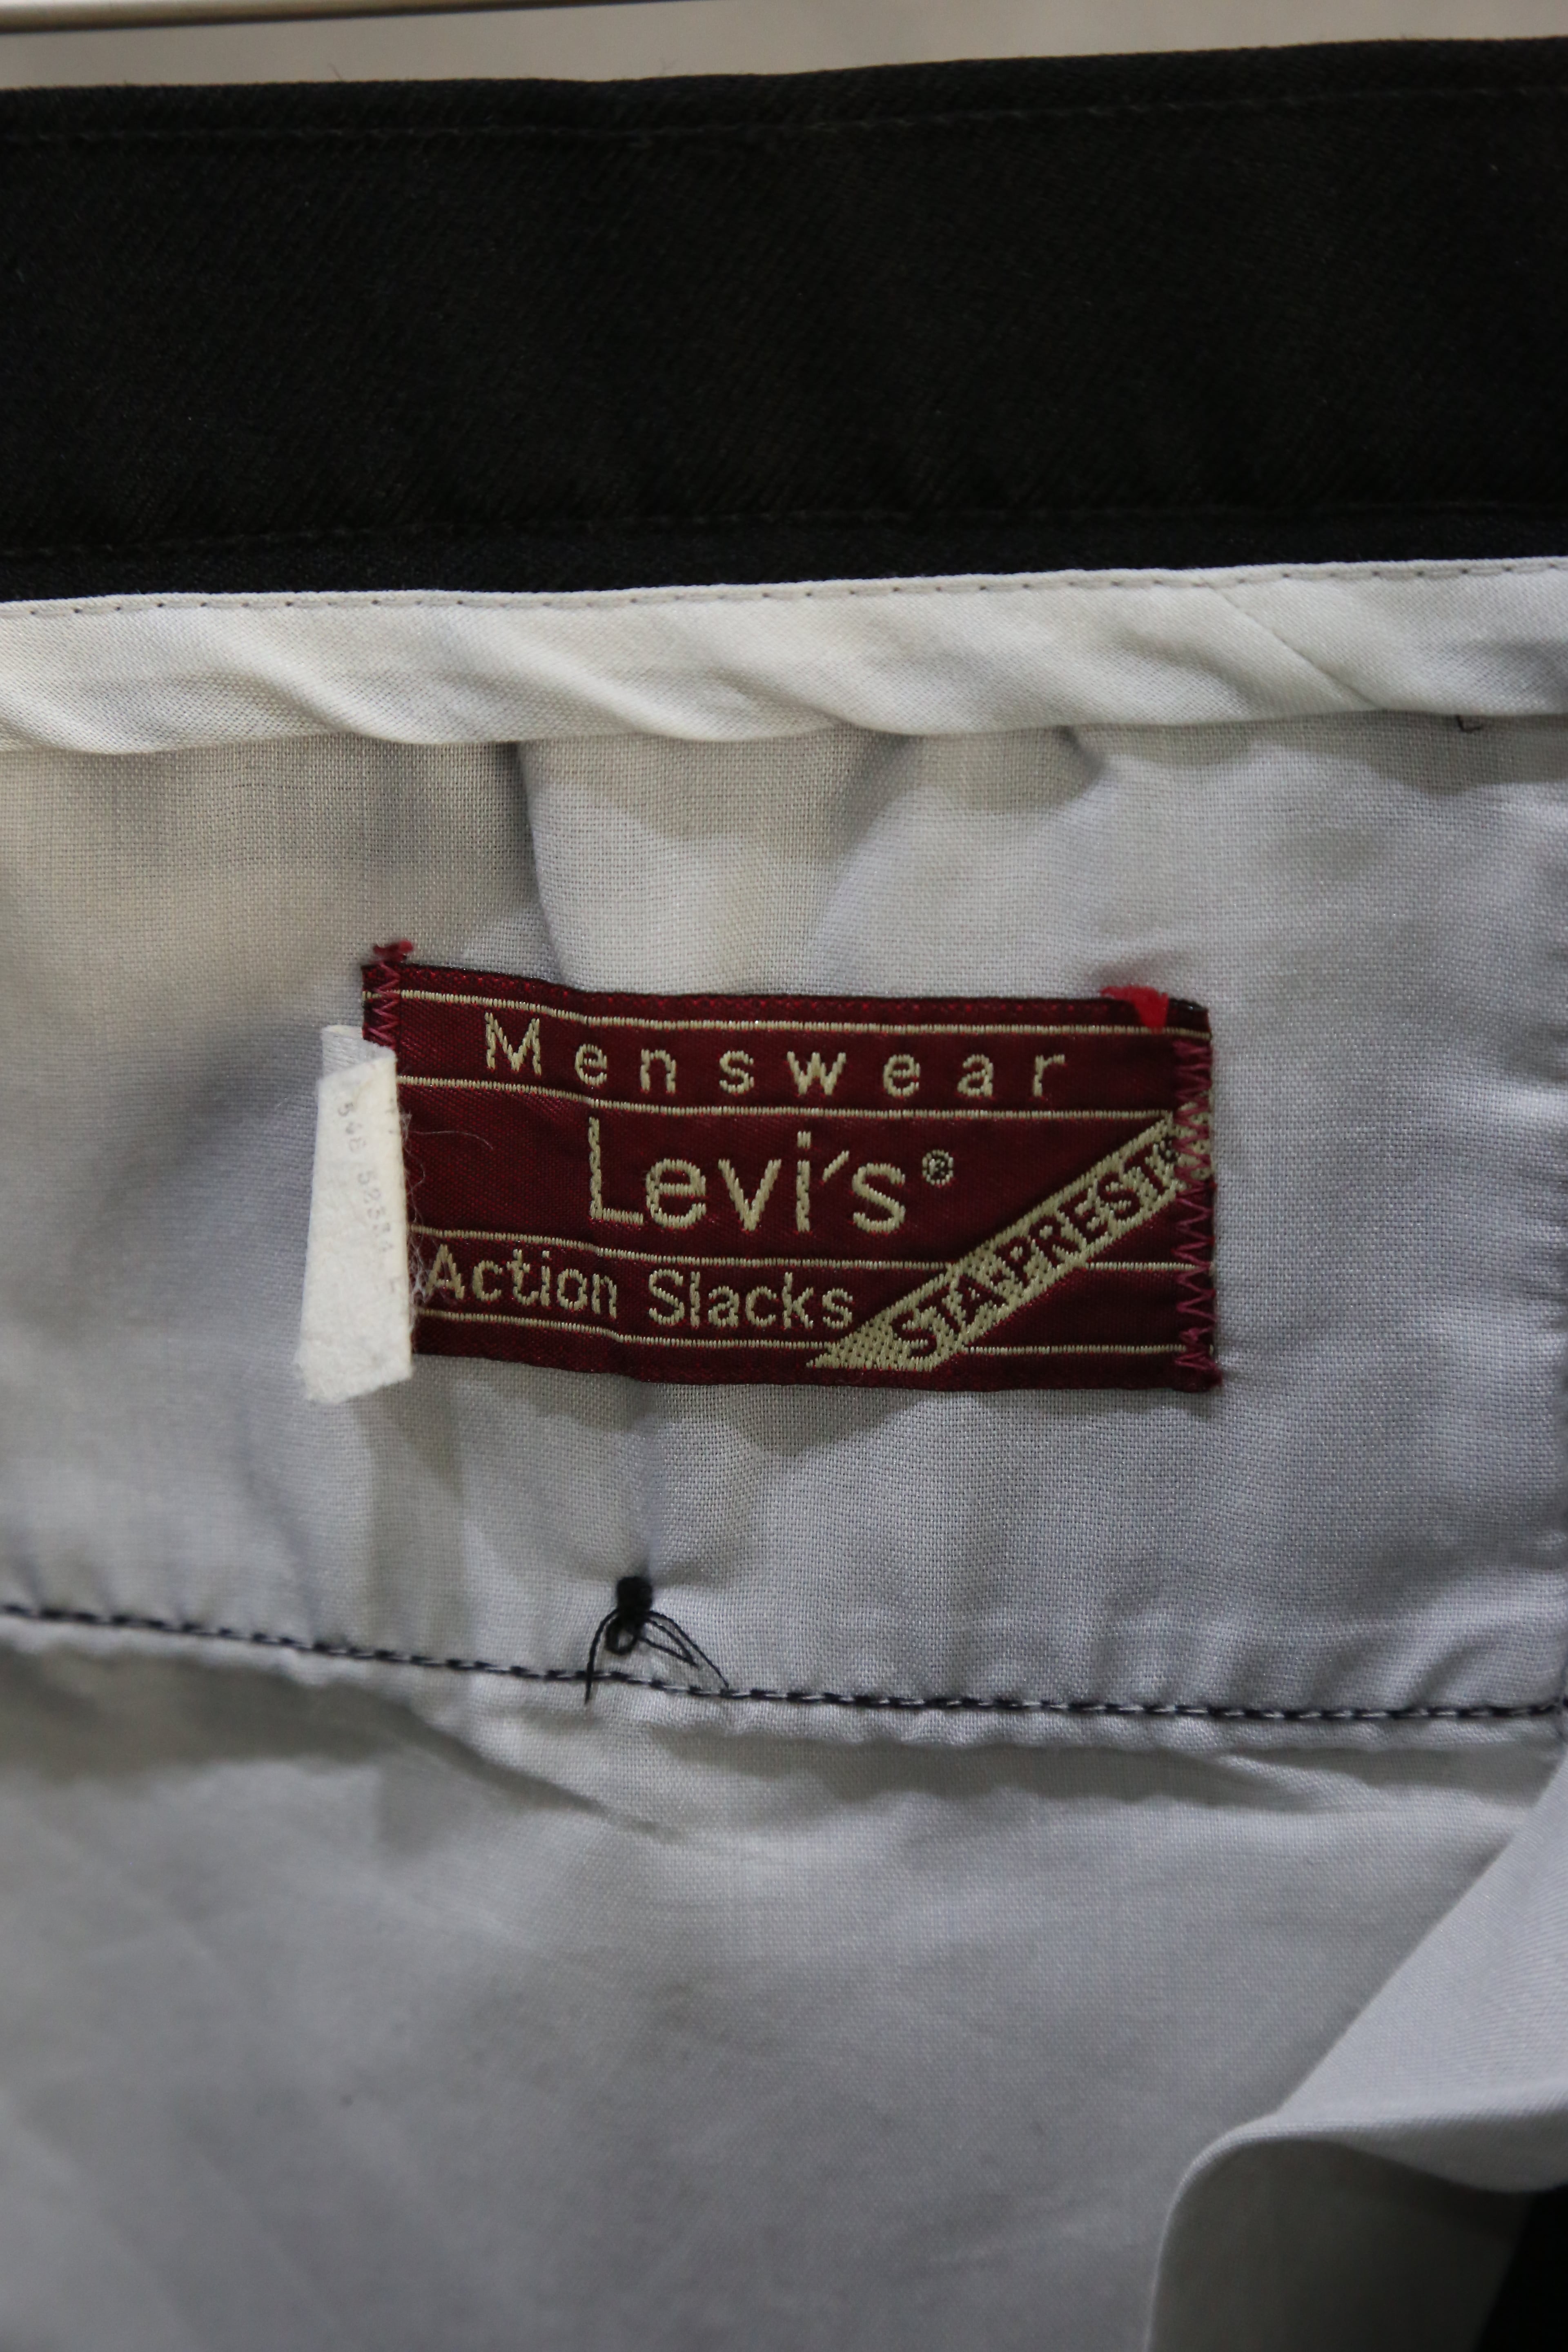 Menswear
Levi's®
Action Slacks
STA-PREST®